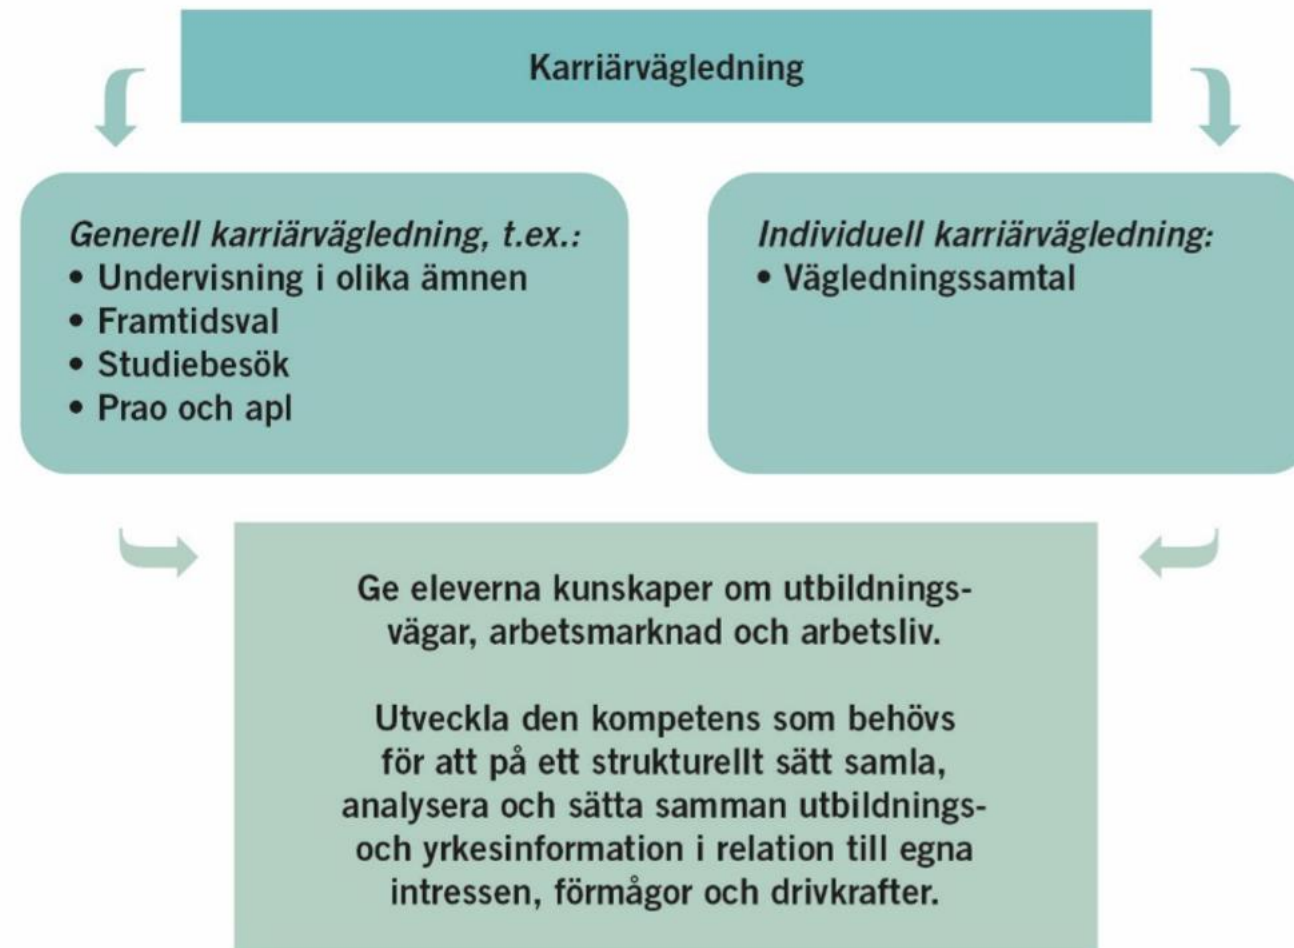 Karriärvägledning
Generell karriärvägledning, t.ex.:
• Undervisning i olika ämnen
• Framtidsval
• Studiebesök
• Prao och apl
Individuell karriärvägledning:
• Vägledningssamtal
Ge eleverna kunskaper om utbildnings-
vägar, arbetsmarknad och arbetsliv.
Utveckla den kompetens som behövs
för att på ett strukturellt sätt samla,
analysera och sätta samman utbildnings-
och yrkesinformation i relation till egna
intressen, förmågor och drivkrafter.